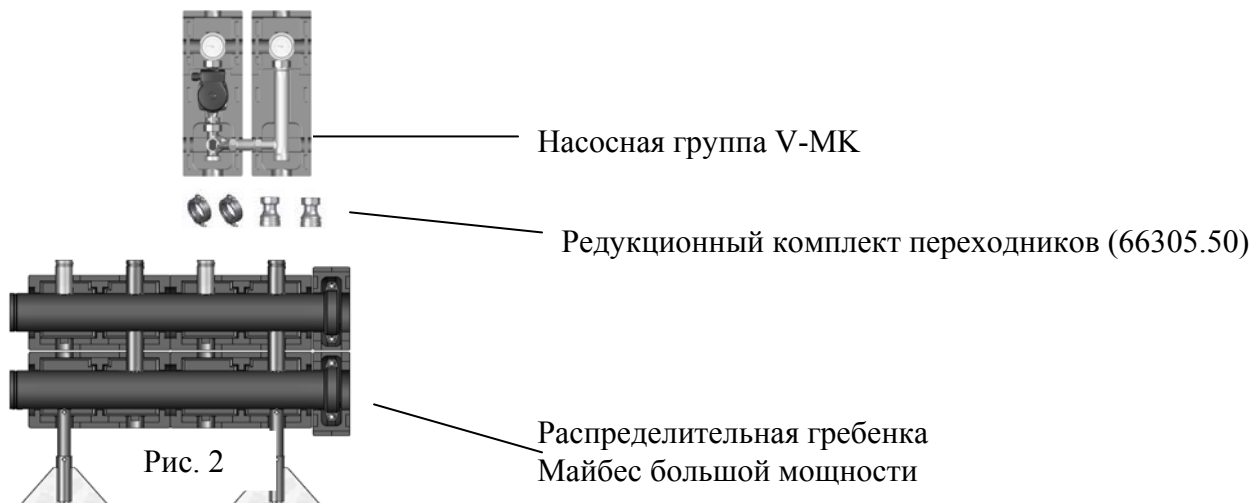 Насосная группа V-MK
Редукционный комплект переходников (66305.50)
Распределительная гребенка
Майбес большой мощности
Рис. 2